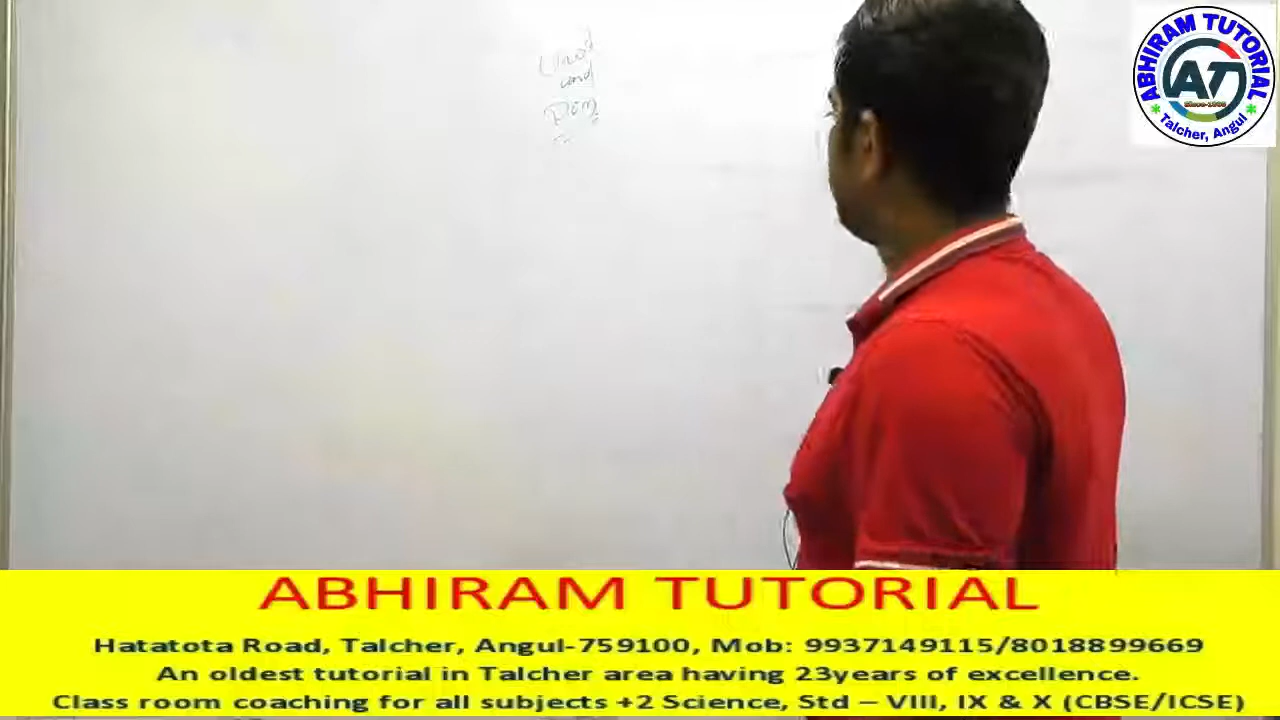 ABHIRAM TUTORIAL
AT
Since-1998
Talcher, Angul
and
ABHIRAM TUTORIAL
Hatatota Road, Talcher, Angul-759100, Mob: 9937149115/8018899669
An oldest tutorial in Talcher area having 23years of excellence.
Class room coaching for all subjects +2 Science, Std – VIII, IX & X (CBSE/ICSE)